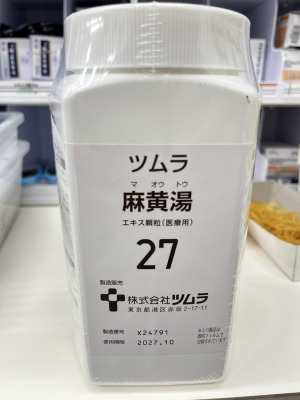 ツムラ
マオウトウ
麻黄湯
エキス顆粒(医療用)
27
製造販売
株式会社ツムラ
東京都港区赤坂2-17-11
製造番号 X24791
使用期限 2027.10